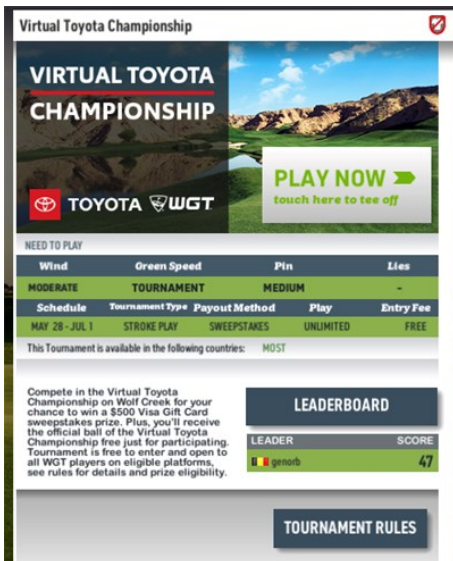 Virtual Toyota Championship
VIRTUAL TOYOTA
CHAMPIONSHIP
PLAY NOW
touch here to tee off
TOYOTA WGT
NEED TO PLAY
Wind Green Speed Pin Lies
MODERATE TOURNAMENT MEDIUM -
Schedule Tournament Type Payout Method Play Entry Fee
MAY 28 - JUL 1 STROKE PLAY SWEEPSTAKES UNLIMITED FREE
This Tournament is available in the following countries: MOST
Compete in the Virtual Toyota
Championship on Wolf Creek for your
chance to win a $500 Visa Gift Card
sweepstakes prize. Plus, you'll receive
the official ball of the Virtual Toyota
Championship free just for participating.
Tournament is free to enter and open to
all WGT players on eligible platforms,
see rules for details and prize eligibility.
LEADERBOARD
LEADER SCORE
genorb 47
TOURNAMENT RULES